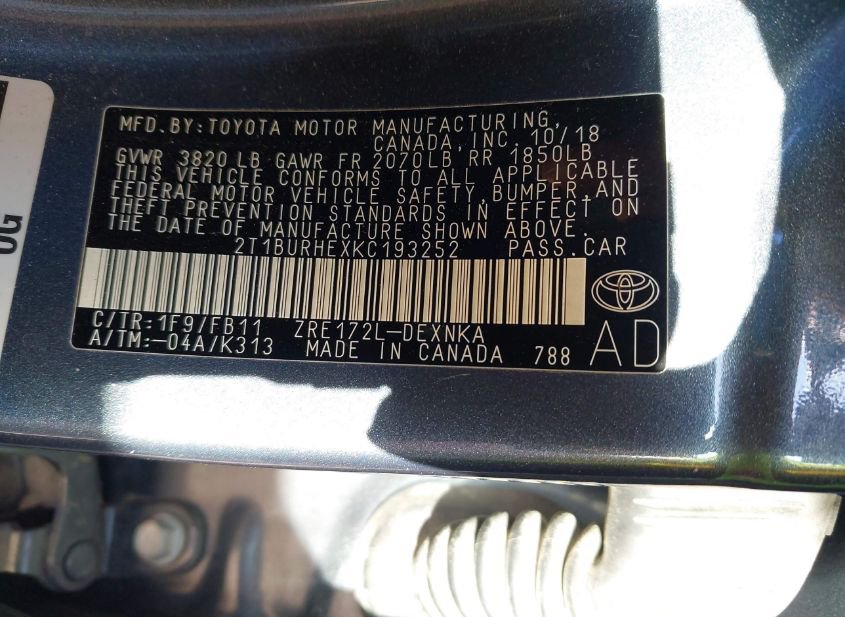 MFD.BY:TOYOTA MOTOR MANUFACTURING,
CANADA,INC. 10/18
GVWR 3820 LB GAWR FR 2070LB RR 1850LB
THIS VEHICLE CONFORMS TO ALL APPLICABLE
FEDERAL MOTOR VEHICLE SAFETY,BUMPER,AND
THEFT PREVENTION STANDARDS IN EFFECT ON
THE DATE OF MANUFACTURE SHOWN ABOVE.
2T1BURHEXKC193252 PASS.CAR
C/TR:1F9/FB11 ZRE172L-DEXNKA
A/TM:-04A/K313 MADE IN CANADA 788 AD